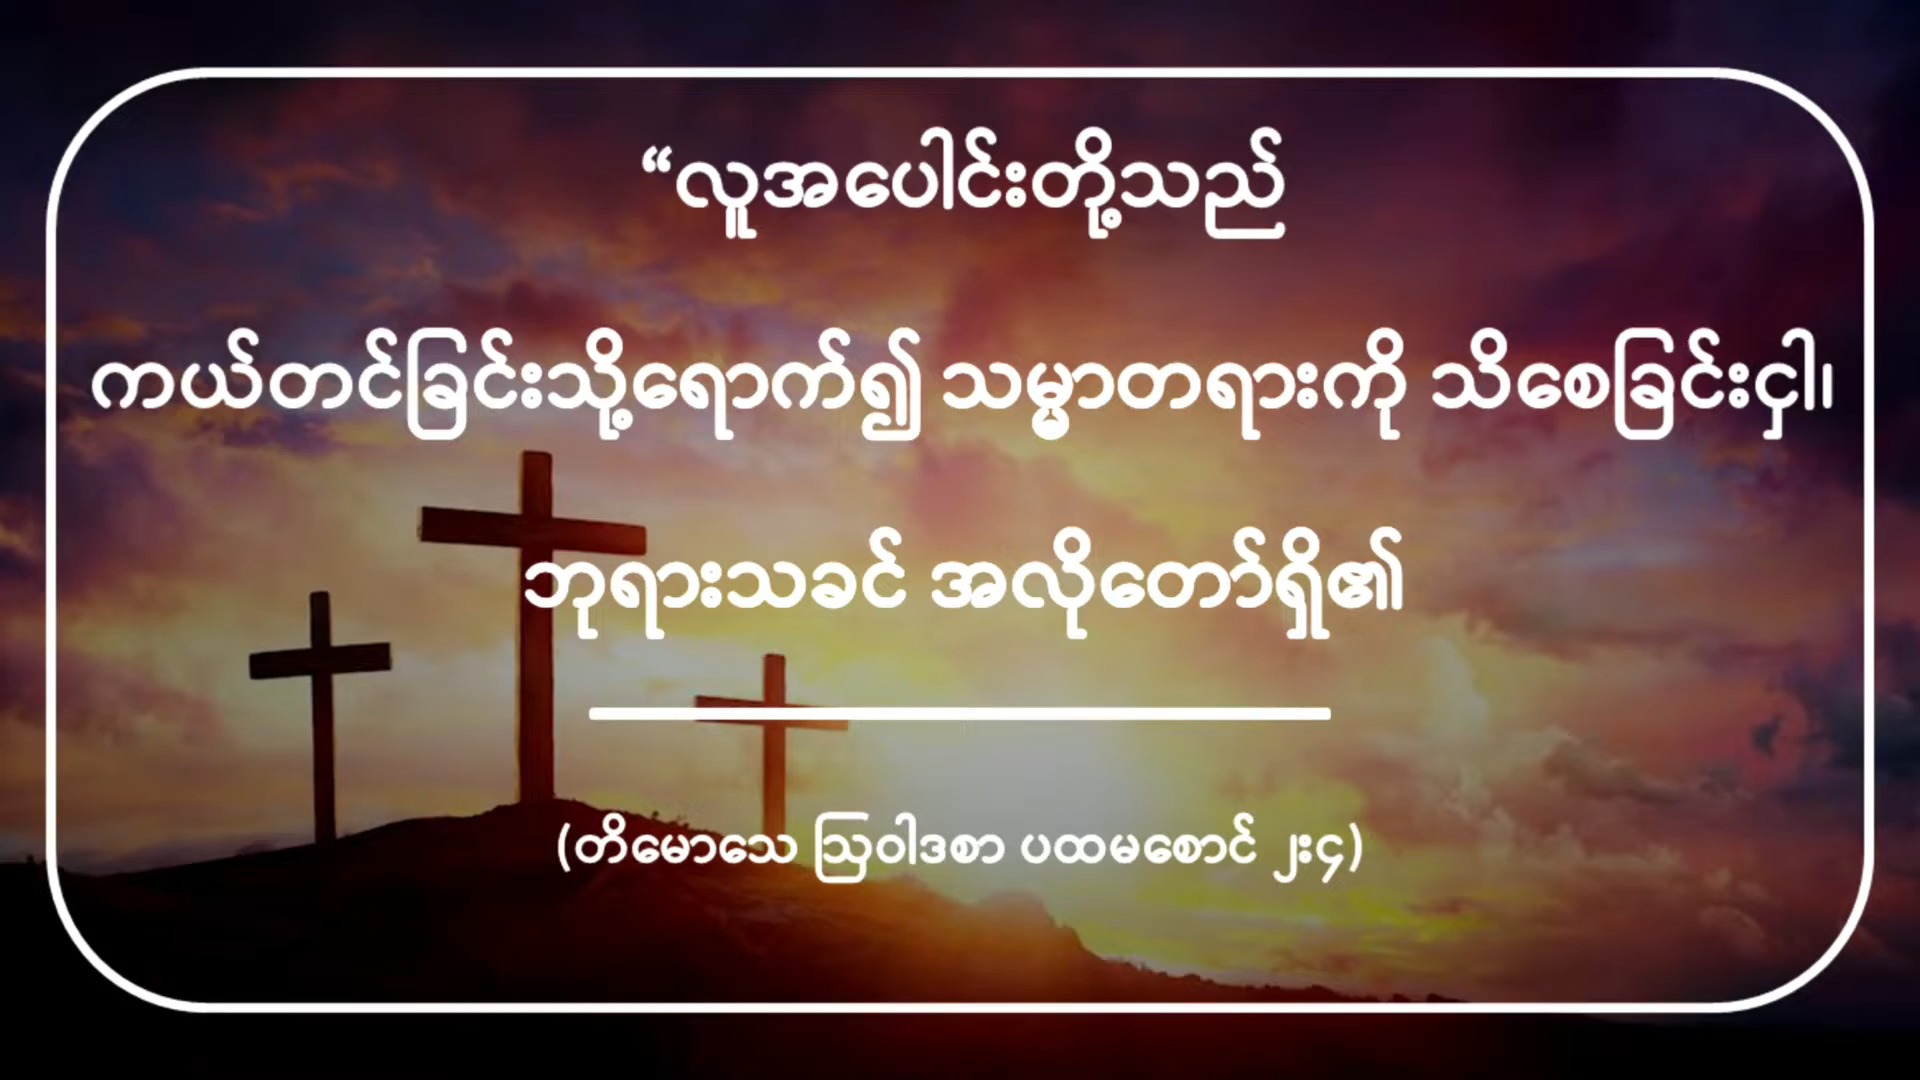 “လူအပေါင်းတို့သည်
ကယ်တင်ခြင်းသို့ရောက်၍ သမ္မာတရားကို သိစေခြင်းငှါ၊
ဘုရားသခင် အလိုတော်ရှိ၏
(တိမောသေ ဩဝါဒစာ ပထမစောင် ၂း၄)